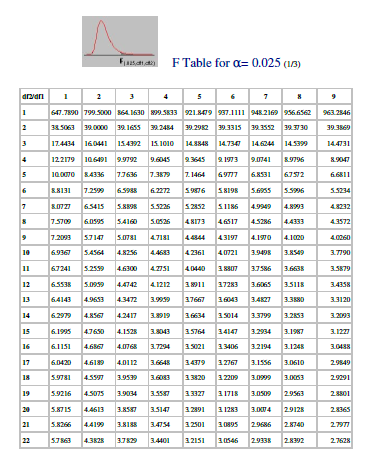 F(.025,df1,df2)
F Table for α= 0.025 (1/3)
df2/df1 1 2 3 4 5 6 7 8 9
1 647.7890 799.5000 864.1630 899.5833 921.8479 937.1111 948.2169 956.6562 963.2846
2 38.5063 39.0000 39.1655 39.2484 39.2982 39.3315 39.3552 39.3730 39.3869
3 17.4434 16.0441 15.4392 15.1010 14.8848 14.7347 14.6244 14.5399 14.4731
4 12.2179 10.6491 9.9792 9.6045 9.3645 9.1973 9.0741 8.9796 8.9047
5 10.0070 8.4336 7.7636 7.3879 7.1464 6.9777 6.8531 6.7572 6.6811
6 8.8131 7.2599 6.5988 6.2272 5.9876 5.8198 5.6955 5.5996 5.5234
7 8.0727 6.5415 5.8898 5.5226 5.2852 5.1186 4.9949 4.8993 4.8232
8 7.5709 6.0595 5.4160 5.0526 4.8173 4.6517 4.5286 4.4333 4.3572
9 7.2093 5.7147 5.0781 4.7181 4.4844 4.3197 4.1970 4.1020 4.0260
10 6.9367 5.4564 4.8256 4.4683 4.2361 4.0721 3.9498 3.8549 3.7790
11 6.7241 5.2559 4.6300 4.2751 4.0440 3.8807 3.7586 3.6638 3.5879
12 6.5538 5.0959 4.4742 4.1212 3.8911 3.7283 3.6065 3.5118 3.4358
13 6.4143 4.9653 4.3472 3.9959 3.7667 3.6043 3.4827 3.3880 3.3120
14 6.2979 4.8567 4.2417 3.8919 3.6634 3.5014 3.3799 3.2853 3.2093
15 6.1995 4.7650 4.1528 3.8043 3.5764 3.4147 2.2934 3.1987 3.1227
16 6.1151 4.6867 4.0768 3.7294 3.5021 3.3406 3.2194 3.1248 3.0488
17 6.0420 4.6189 4.0112 3.6648 3.4379 3.2767 3.1556 3.0610 2.9849
18 5.9781 4.5597 3.9539 3.6083 3.3820 3.2209 3.0999 3.0053 2.9291
19 5.9216 4.5075 3.9034 3.5587 3.3327 3.1718 3.0509 2.9563 2.8801
20 5.8715 4.4613 3.8587 3.5147 3.2891 3.1283 3.0074 2.9128 2.8365
21 5.8266 4.4199 3.8188 3.4754 3.2501 3.0895 2.9686 2.8740 2.7977
22 5.7863 4.3828 3.7829 3.4401 3.2151 3.0546 2.9338 2.8392 2.7628